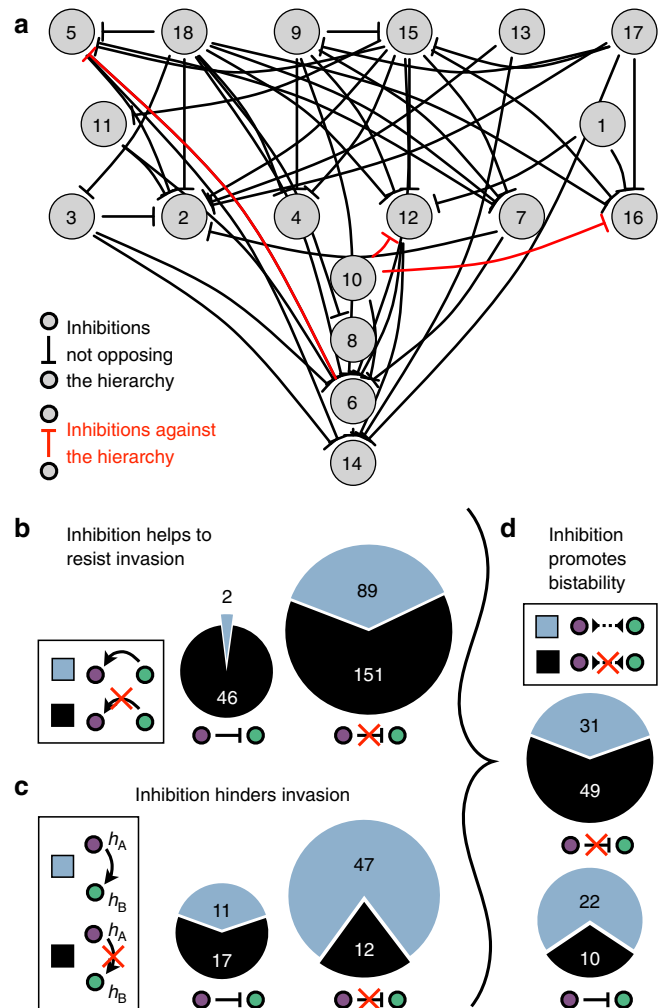 a
5 18 9 15 13 17
11 1
3 2 4 12 7 16
10
8
6
14
Inhibitions
not opposing
the hierarchy
Inhibitions against
the hierarchy
b
Inhibition helps to
resist invasion
2
46
89
151
c
Inhibition hinders invasion
hA
hB
hA
hB
11
17
47
12
d
Inhibition
promotes
bistability
31
49
22
10